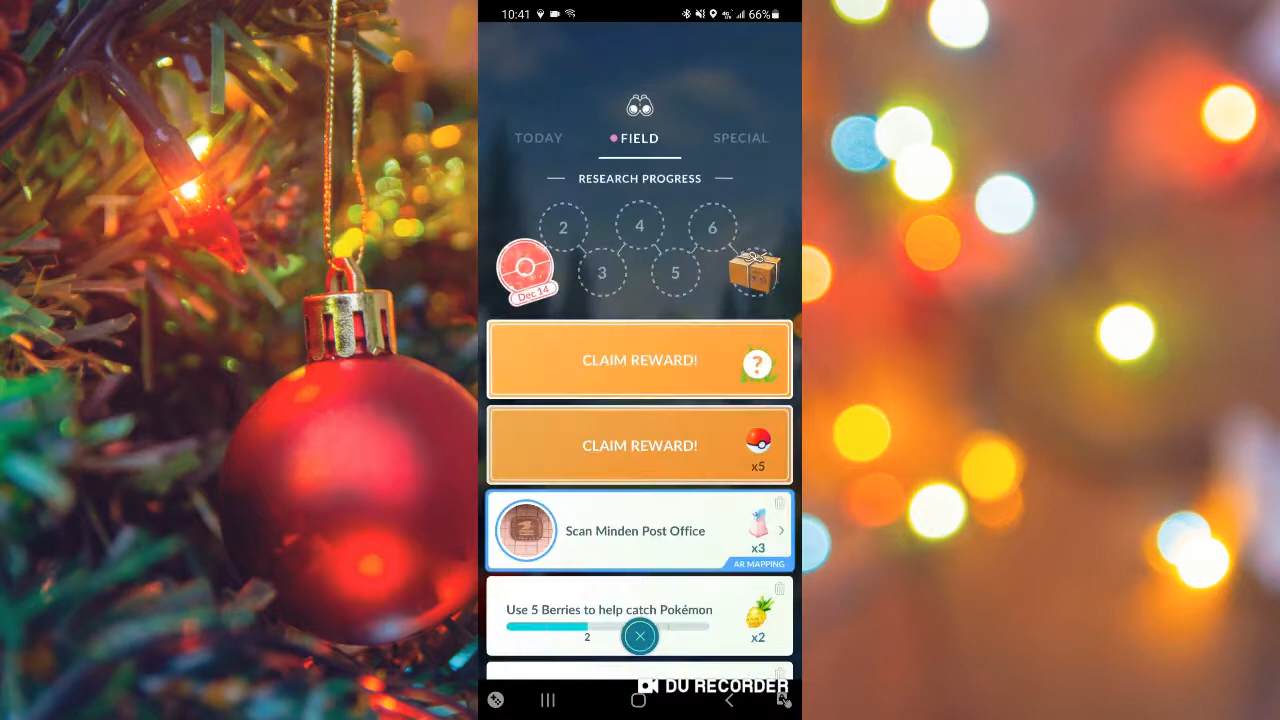 10:41
66%
TODAY
FIELD
SPECIAL
RESEARCH PROGRESS
2
4
6
3
5
Dec 14
CLAIM REWARD!
?
CLAIM REWARD!
x5
Scan Minden Post Office
x3
AR MAPPING
Use 5 Berries to help catch Pokémon
2
x2
DU RECORDER